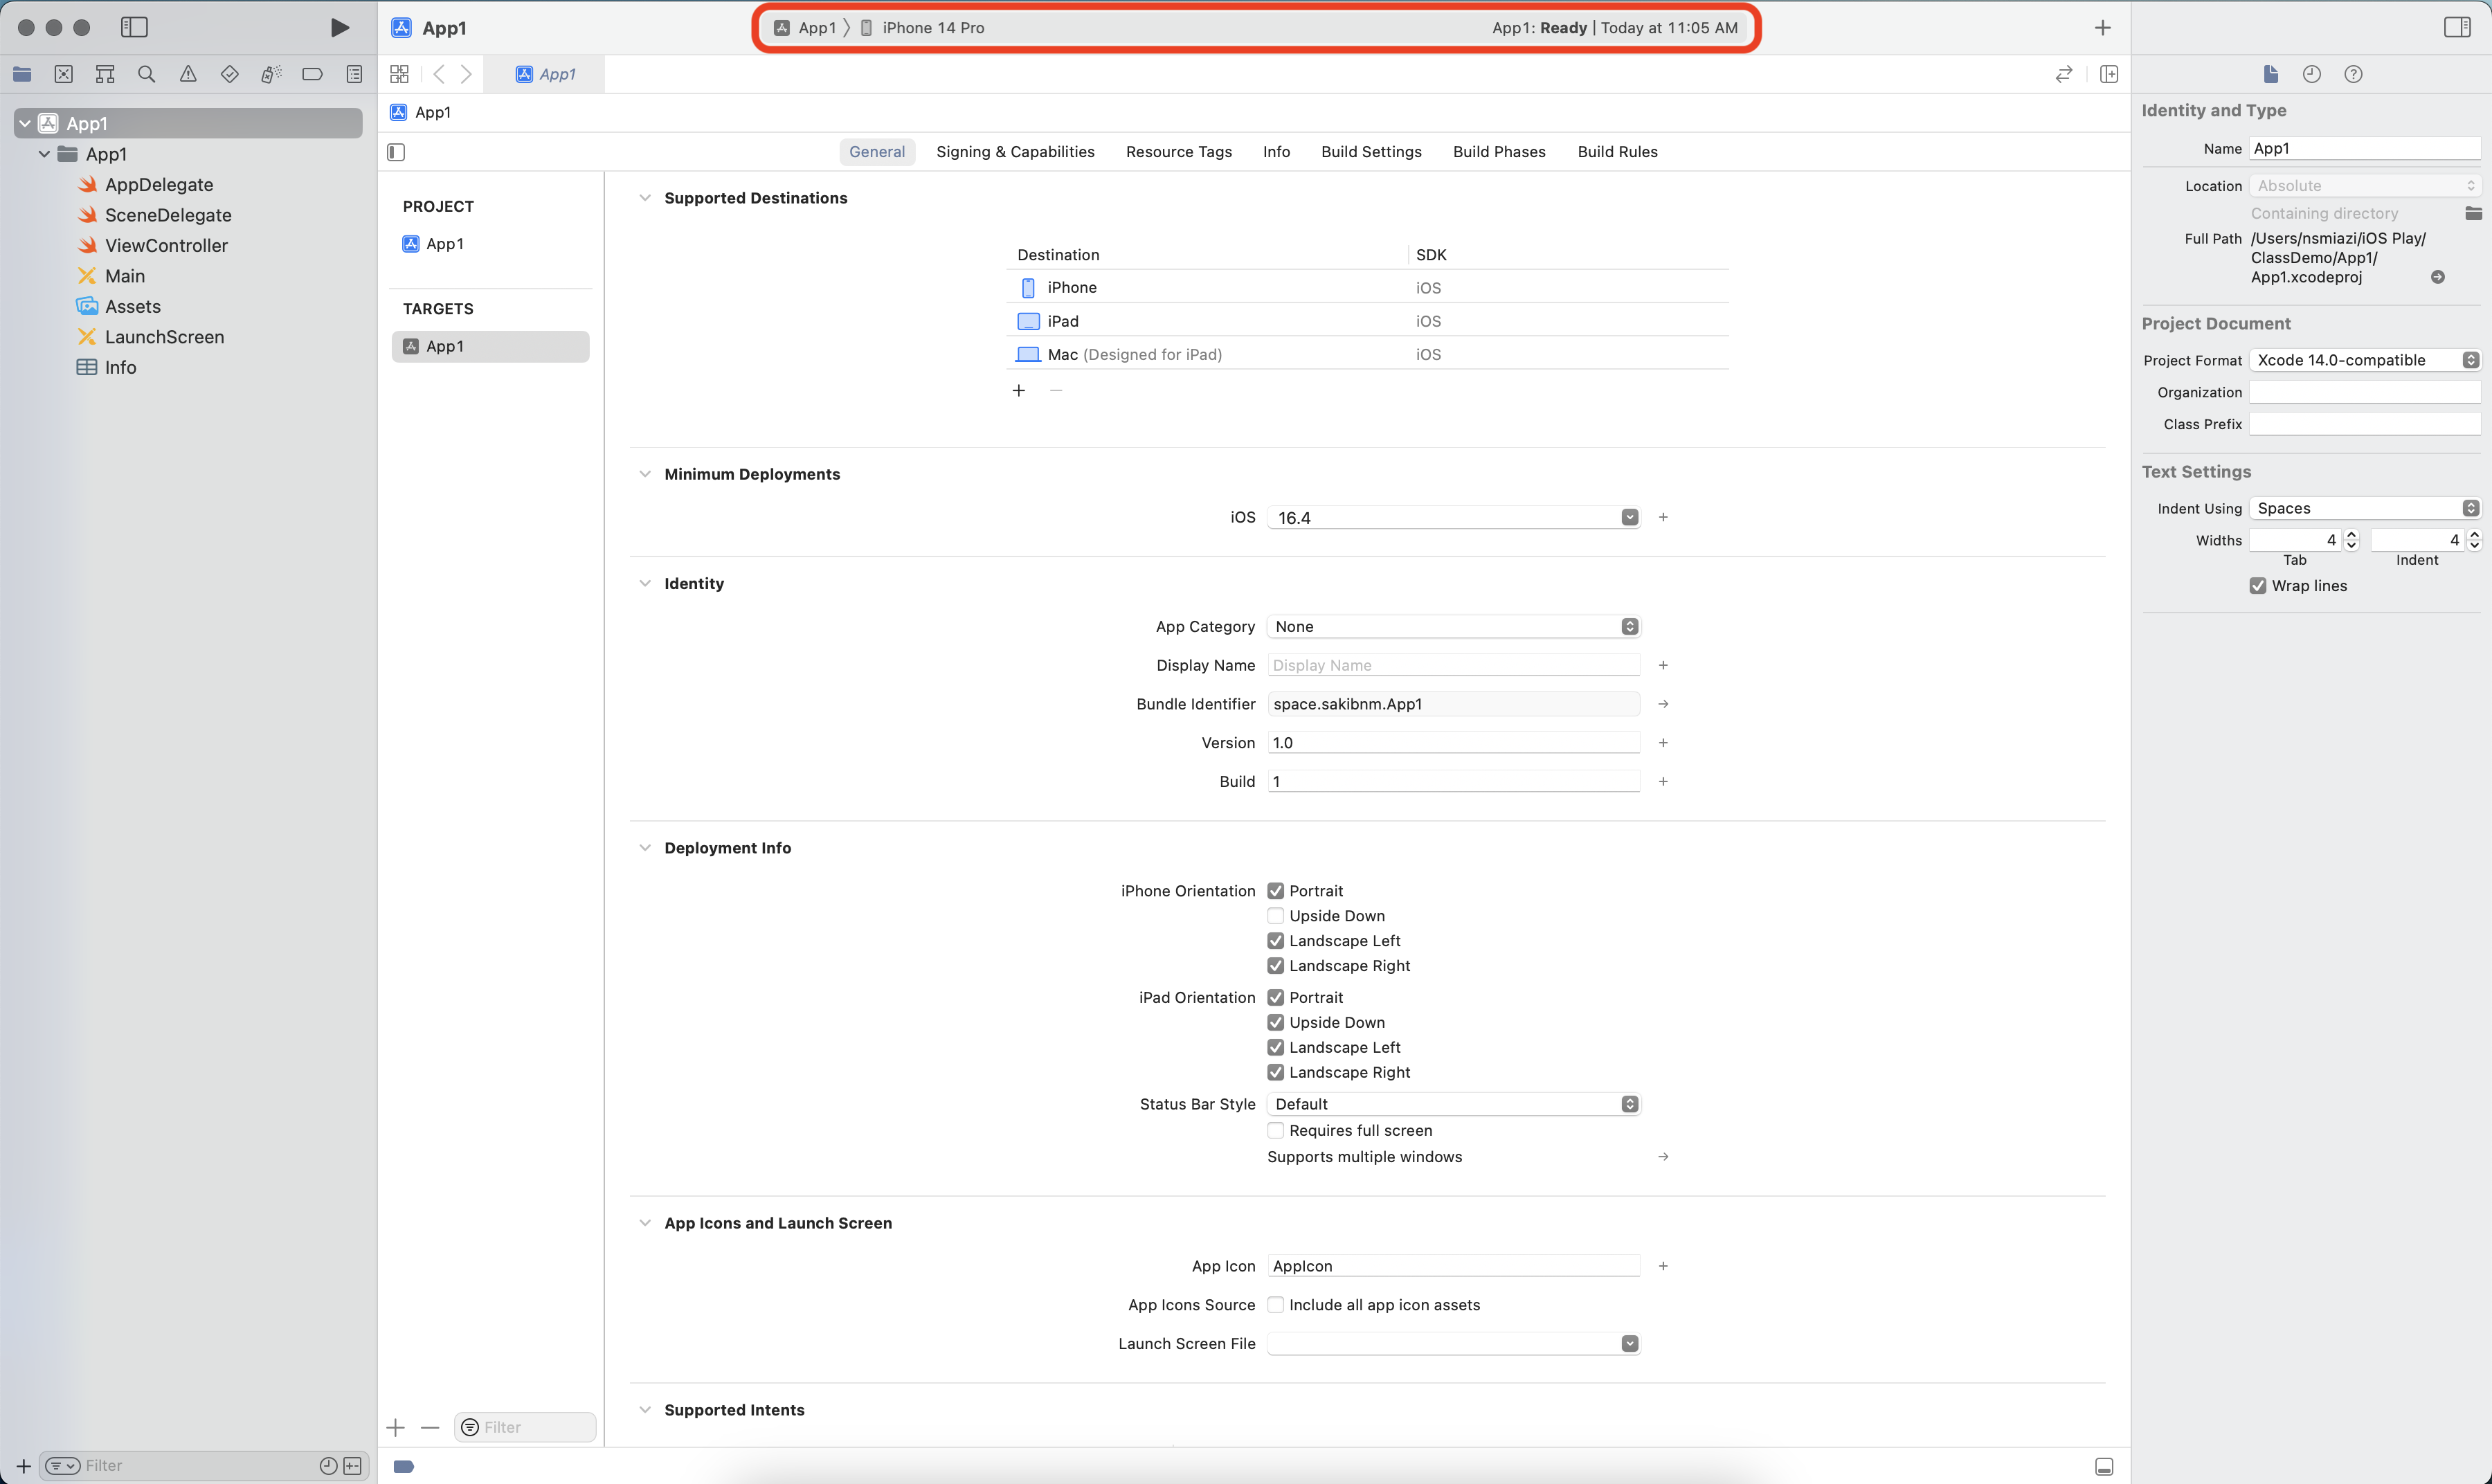 App1
App1 〉 iPhone 14 Pro
App1: Ready | Today at 11:05 AM
App1
App1
App1
AppDelegate
SceneDelegate
ViewController
Main
Assets
LaunchScreen
Info
Filter
App1
General
Signing & Capabilities
Resource Tags
Info
Build Settings
Build Phases
Build Rules
PROJECT
App1
TARGETS
App1
Filter
Supported Destinations
Destination SDK
iPhone iOS
iPad iOS
Mac (Designed for iPad) iOS
Minimum Deployments
iOS 16.4
Identity
App Category None
Display Name Display Name
Bundle Identifier space.sakibnm.App1
Version 1.0
Build 1
Deployment Info
iPhone Orientation Portrait
Upside Down
Landscape Left
Landscape Right
iPad Orientation Portrait
Upside Down
Landscape Left
Landscape Right
Status Bar Style Default
Requires full screen
Supports multiple windows
App Icons and Launch Screen
App Icon AppIcon
App Icons Source Include all app icon assets
Launch Screen File
Supported Intents
Identity and Type
Name App1
Location Absolute
Containing directory
Full Path /Users/nsmiazi/iOS Play/
ClassDemo/App1/
App1.xcodeproj
Project Document
Project Format Xcode 14.0-compatible
Organization
Class Prefix
Text Settings
Indent Using Spaces
Widths 4 4
Tab Indent
Wrap lines